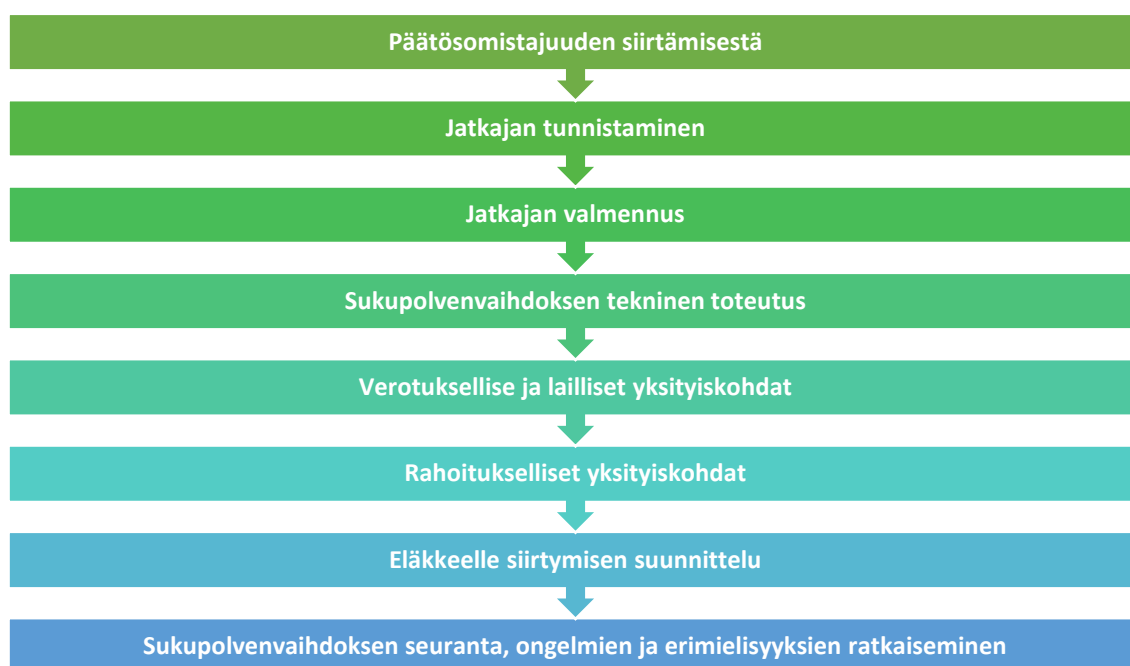 Päätösomistajuuden siirtämisestä
Jatkajan tunnistaminen
Jatkajan valmennus
Sukupolvenvaihdoksen tekninen toteutus
Verotuksellise ja lailliset yksityiskohdat
Rahoitukselliset yksityiskohdat
Eläkkeelle siirtymisen suunnittelu
Sukupolvenvaihdoksen seuranta, ongelmien ja erimielisyyksien ratkaiseminen